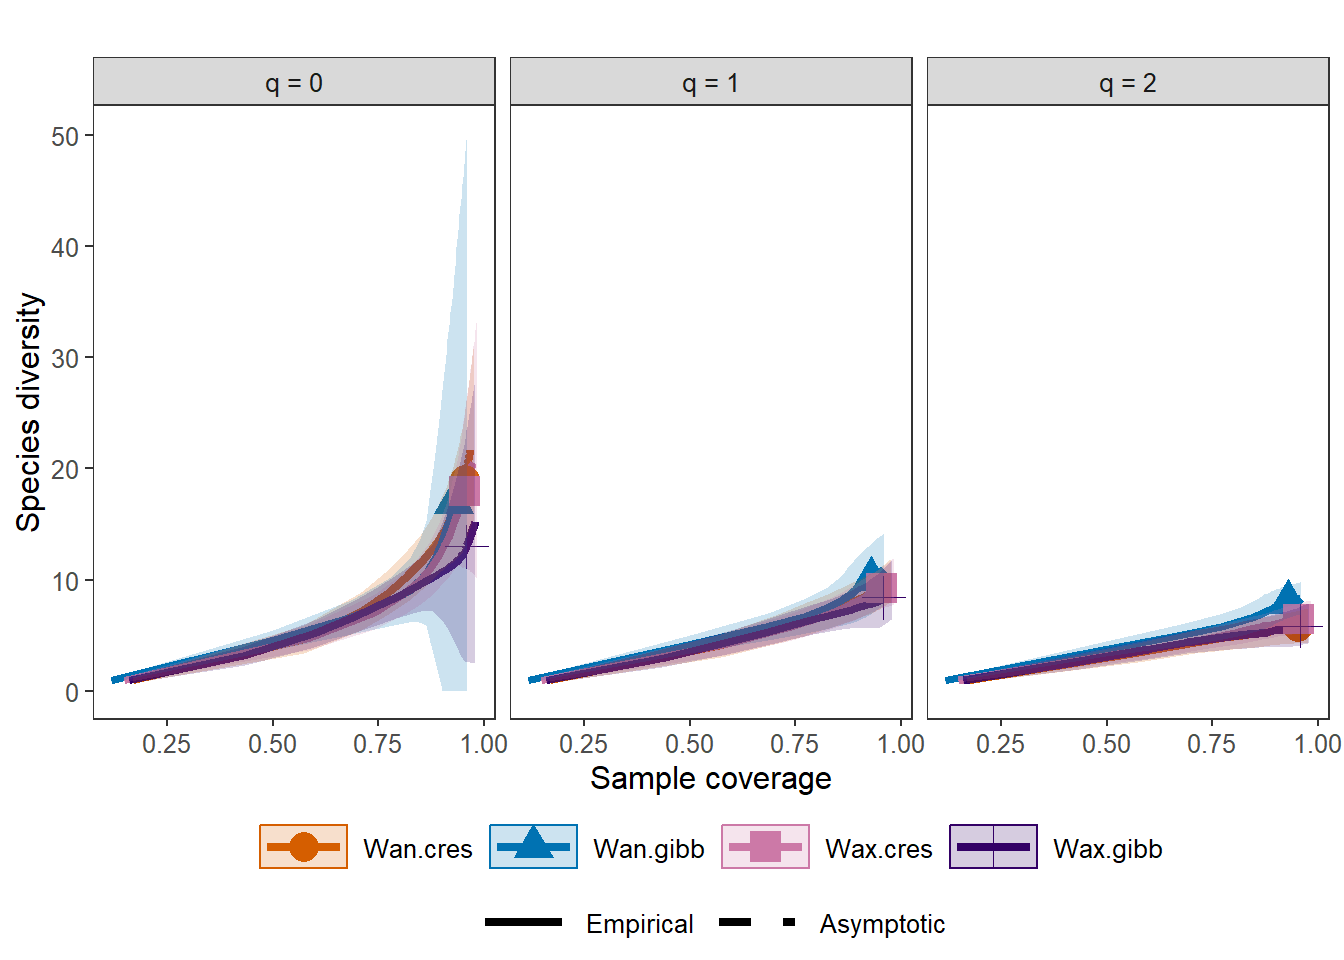 q = 0
q = 1
q = 2
Species diversity
50
40
30
20
10
0
0.25 0.50 0.75 1.00
0.25 0.50 0.75 1.00
0.25 0.50 0.75 1.00
Sample coverage
Wan.cres Wan.gibb Wax.cres Wax.gibb
Empirical Asymptotic